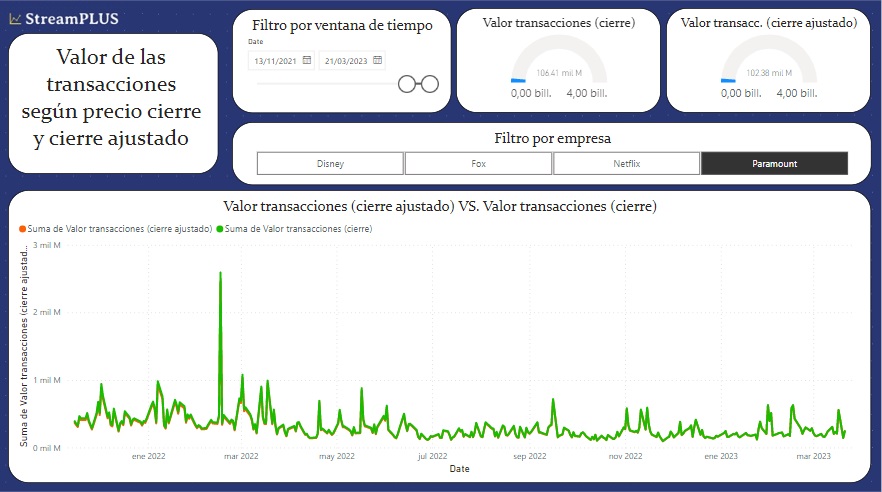 StreamPLUS
Valor de las
transacciones
según precio cierre
y cierre ajustado
Filtro por ventana de tiempo
Date
13/11/2021
21/03/2023
Valor transacciones (cierre)
106.41 mil M
0,00 bill.
4,00 bill.
Valor transacc. (cierre ajustado)
102.38 mil M
0,00 bill.
4,00 bill.
Filtro por empresa
Disney
Fox
Netflix
Paramount
Valor transacciones (cierre ajustado) VS. Valor transacciones (cierre)
Suma de Valor transacciones (cierre ajustado)
Suma de Valor transacciones (cierre)
Suma de Valor transacciones (cierre ajustad...
3 mil M
2 mil M
1 mil M
0 mil M
ene 2022
mar 2022
may 2022
jul 2022
sep 2022
nov 2022
ene 2023
mar 2023
Date